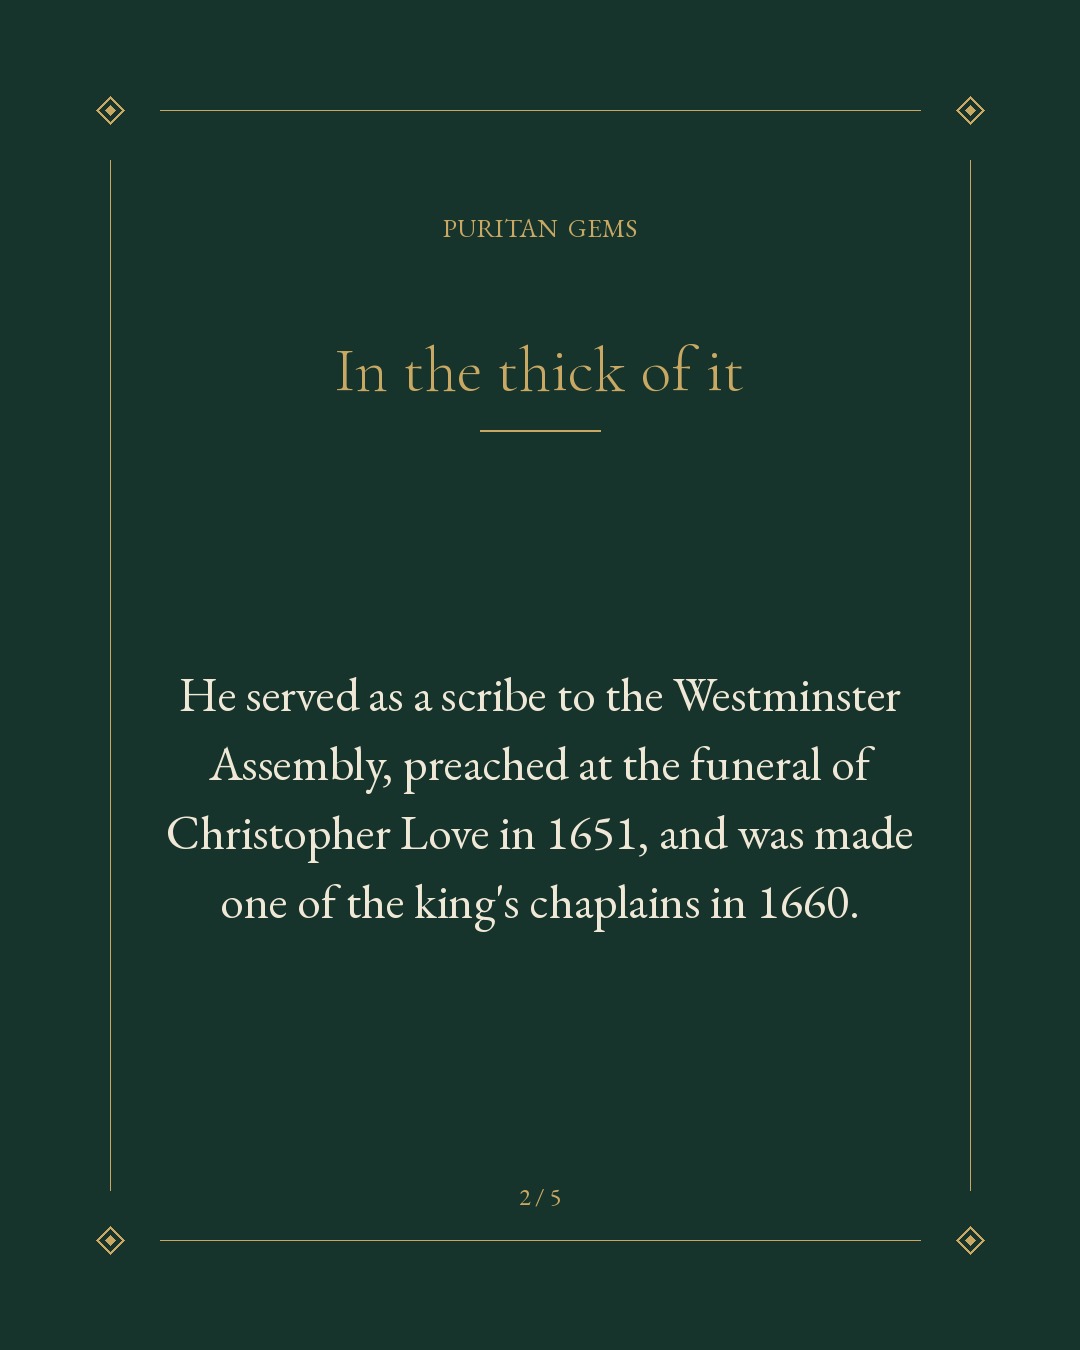 PURITAN GEMS
In the thick of it
He served as a scribe to the Westminster
Assembly, preached at the funeral of
Christopher Love in 1651, and was made
one of the king's chaplains in 1660.
2 / 5